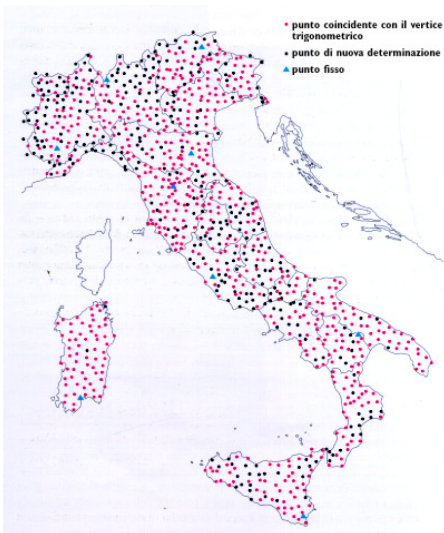 punto coincidente con il vertice
trigonometrico
punto di nuova determinazione
punto fisso